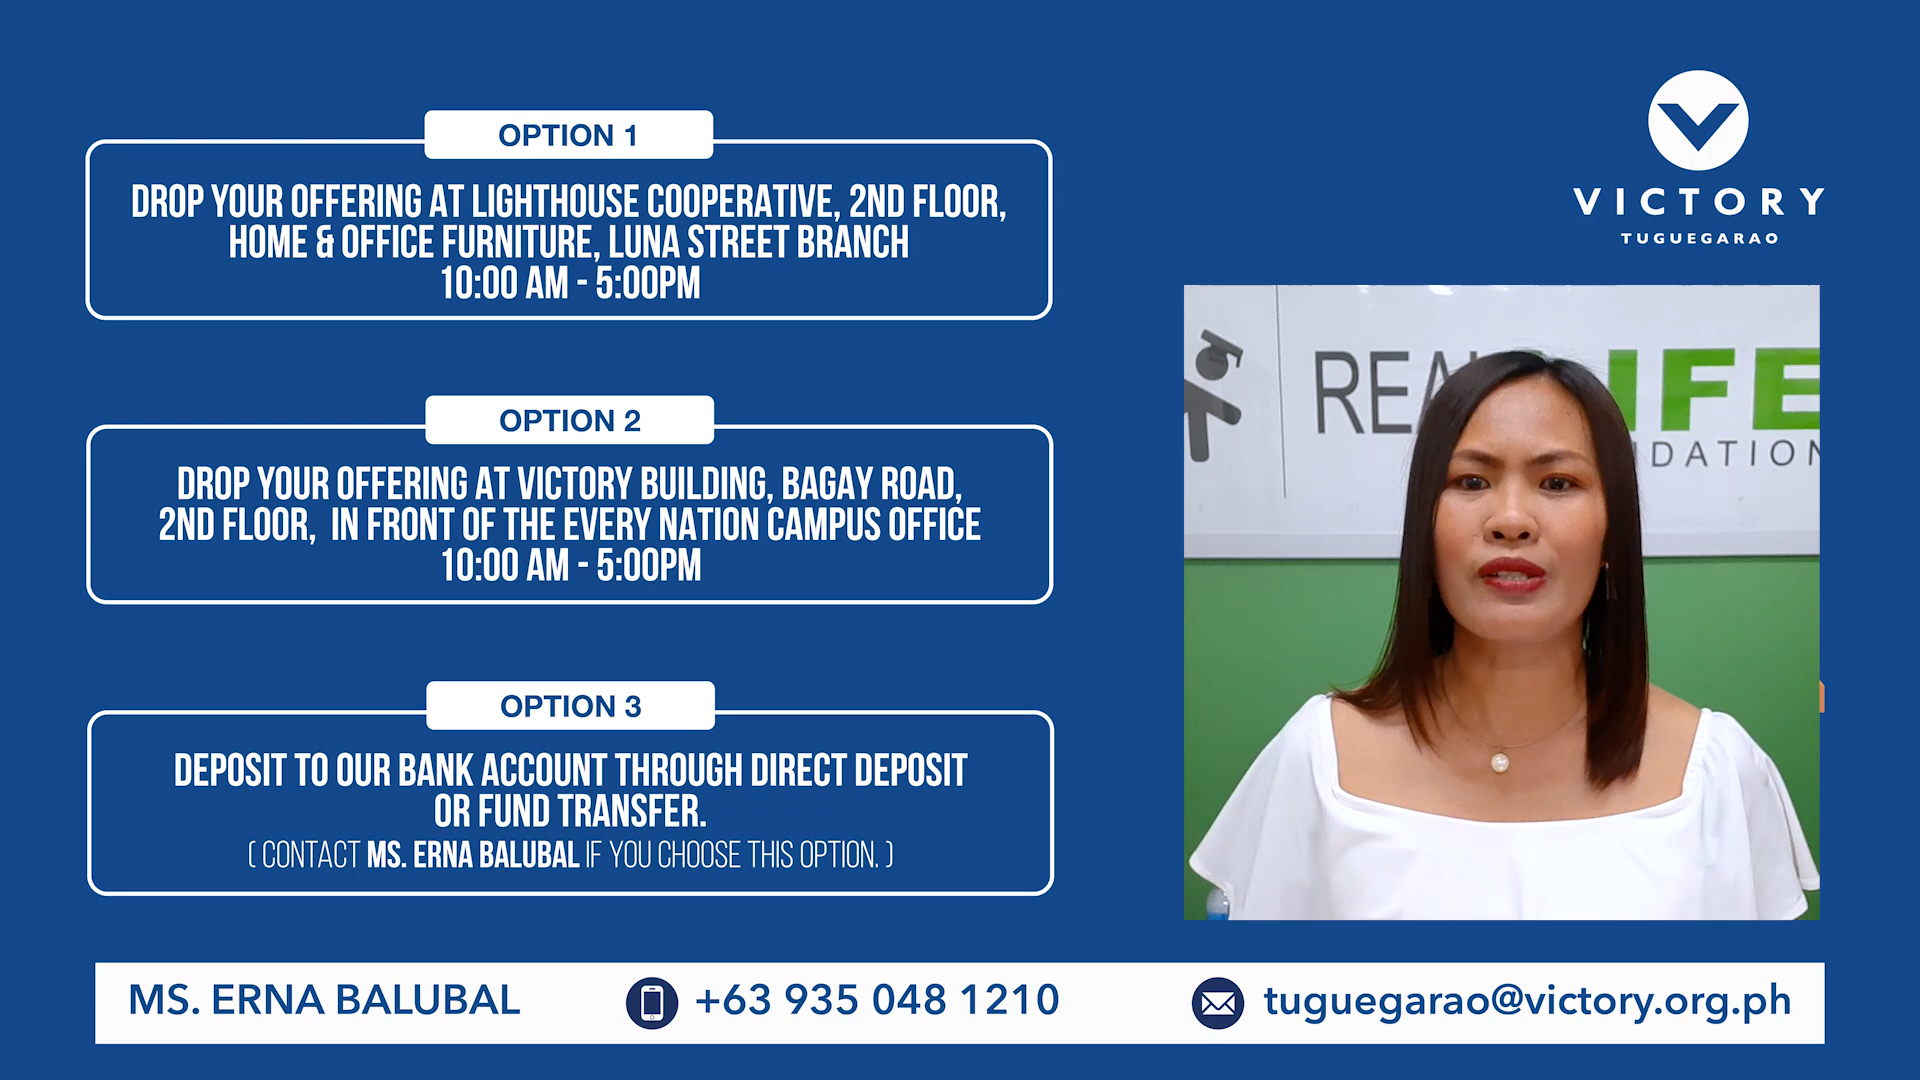 OPTION 1
DROP YOUR OFFERING AT LIGHTHOUSE COOPERATIVE, 2ND FLOOR,
HOME & OFFICE FURNITURE, LUNA STREET BRANCH
10:00 AM - 5:00PM
OPTION 2
DROP YOUR OFFERING AT VICTORY BUILDING, BAGAY ROAD,
2ND FLOOR, IN FRONT OF THE EVERY NATION CAMPUS OFFICE
10:00 AM - 5:00PM
OPTION 3
DEPOSIT TO OUR BANK ACCOUNT THROUGH DIRECT DEPOSIT
OR FUND TRANSFER.
( CONTACT MS. ERNA BALUBAL IF YOU CHOOSE THIS OPTION. )
VICTORY
TUGUEGARAO
MS. ERNA BALUBAL
+63 935 048 1210
tuguegarao@victory.org.ph